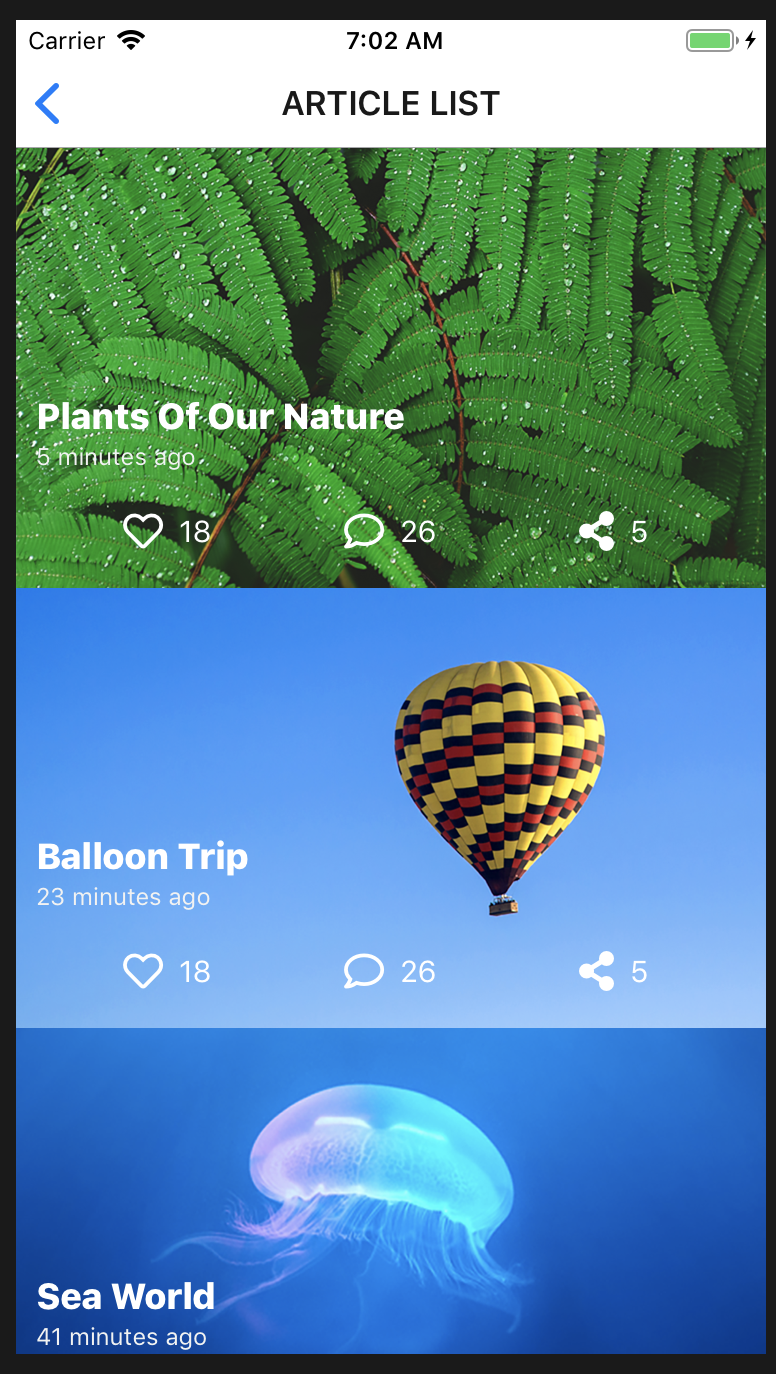 Carrier 7:02 AM
ARTICLE LIST
Plants Of Our Nature
5 minutes ago
18 26 5
Balloon Trip
23 minutes ago
18 26 5
Sea World
41 minutes ago